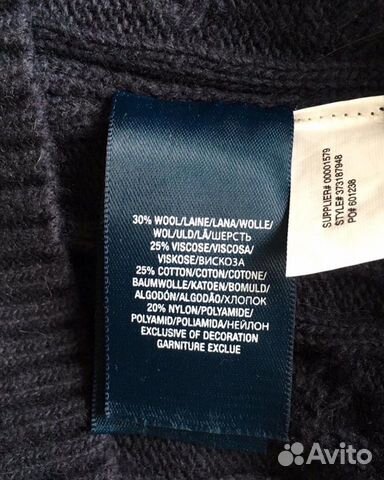 30% WOOL/LAINE/LANA/WOLLE/
WOL/ULD/LÃ/ШЕРСТЬ
25% VISCOSE/VISCOSA/
VISKOSE/ВИСКОЗА
25% COTTON/COTON/COTONE/
BAUMWOLLE/KATOEN/BOMULD/
ALGODÓN/ALGODÃO/ХЛОПОК
20% NYLON/POLYAMIDE/
POLYAMID/POLIAMIDA/НЕЙЛОН
EXCLUSIVE OF DECORATION
GARNITURE EXCLUE
SUPPLIER# 00001579
STYLE# 373187948
PO# 601238
Avito